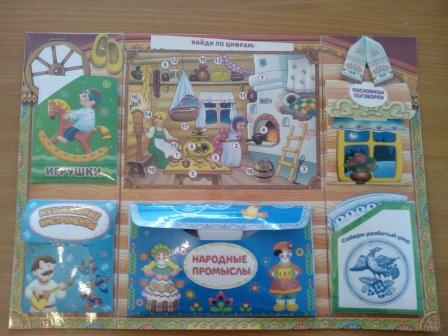 НАЙДИ ПО ЦИФРАМ:
ПОСЛОВИЦЫ
ПОГОВОРКИ
ИГРУШКИ
МУЗЫКАЛЬНЫЕ
ИНСТРУМЕНТЫ
НАРОДНЫЕ
ПРОМЫСЛЫ
Собери разбитый узор